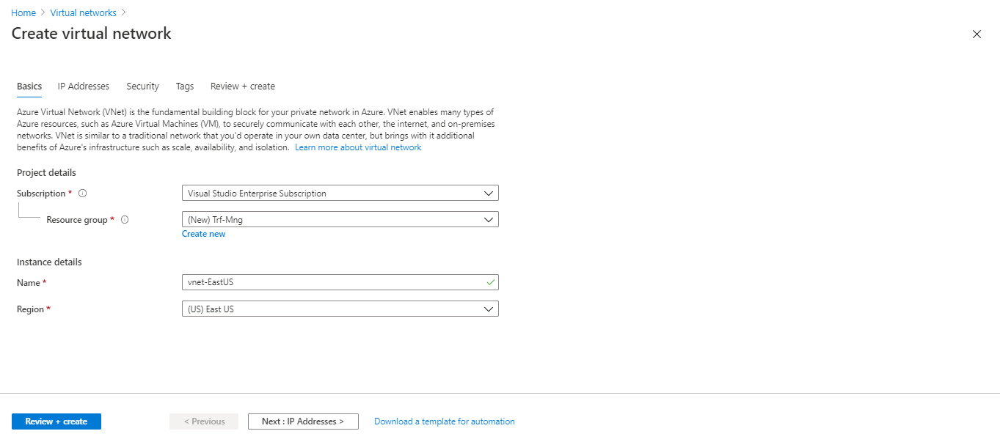 Home > Virtual networks >
Create virtual network
Basics IP Addresses Security Tags Review + create
Azure Virtual Network (VNet) is the fundamental building block for your private network in Azure. VNet enables many types of
Azure resources, such as Azure Virtual Machines (VM), to securely communicate with each other, the internet, and on-premises
networks. VNet is similar to a traditional network that you'd operate in your own data center, but brings with it additional
benefits of Azure's infrastructure such as scale, availability, and isolation. Learn more about virtual network
Project details
Subscription * Visual Studio Enterprise Subscription
Resource group * (New) Trf-Mng
Create new
Instance details
Name * vnet-EastUS
Region * (US) East US
Review + create < Previous Next : IP Addresses > Download a template for automation